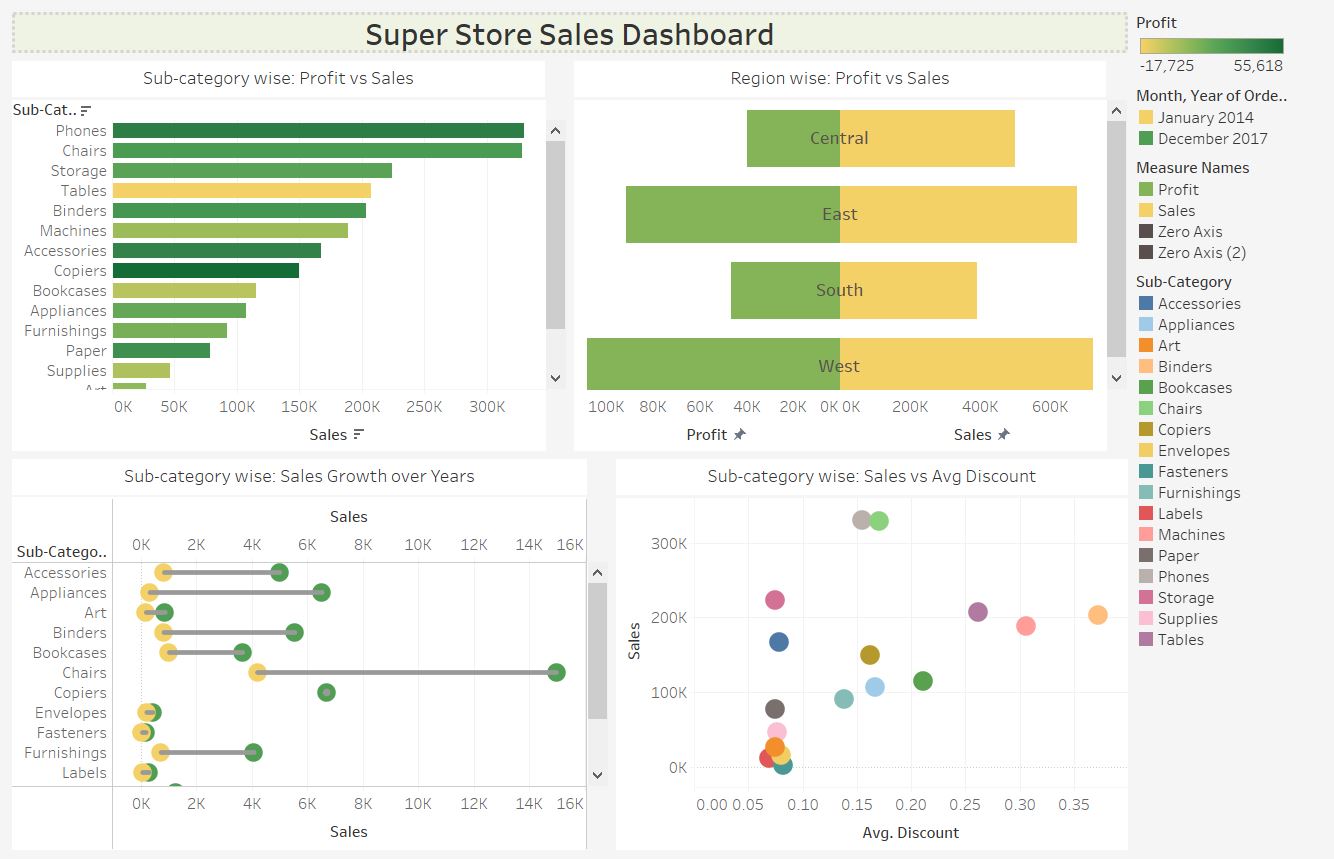 Super Store Sales Dashboard
Sub-category wise: Profit vs Sales
Sub-Cat..
Phones
Chairs
Storage
Tables
Binders
Machines
Accessories
Copiers
Bookcases
Appliances
Furnishings
Paper
Supplies
Art
0K 50K 100K 150K 200K 250K 300K
Sales
Region wise: Profit vs Sales
Central
East
South
West
100K 80K 60K 40K 20K 0K 0K 200K 400K 600K
Profit Sales
Sub-category wise: Sales Growth over Years
Sales
0K 2K 4K 6K 8K 10K 12K 14K 16K
Sub-Catego..
Accessories
Appliances
Art
Binders
Bookcases
Chairs
Copiers
Envelopes
Fasteners
Furnishings
Labels
0K 2K 4K 6K 8K 10K 12K 14K 16K
Sales
Sub-category wise: Sales vs Avg Discount
300K
200K
100K
0K
Sales
0.00 0.05 0.10 0.15 0.20 0.25 0.30 0.35
Avg. Discount
Profit
-17,725 55,618
Month, Year of Orde..
January 2014
December 2017
Measure Names
Profit
Sales
Zero Axis
Zero Axis (2)
Sub-Category
Accessories
Appliances
Art
Binders
Bookcases
Chairs
Copiers
Envelopes
Fasteners
Furnishings
Labels
Machines
Paper
Phones
Storage
Supplies
Tables